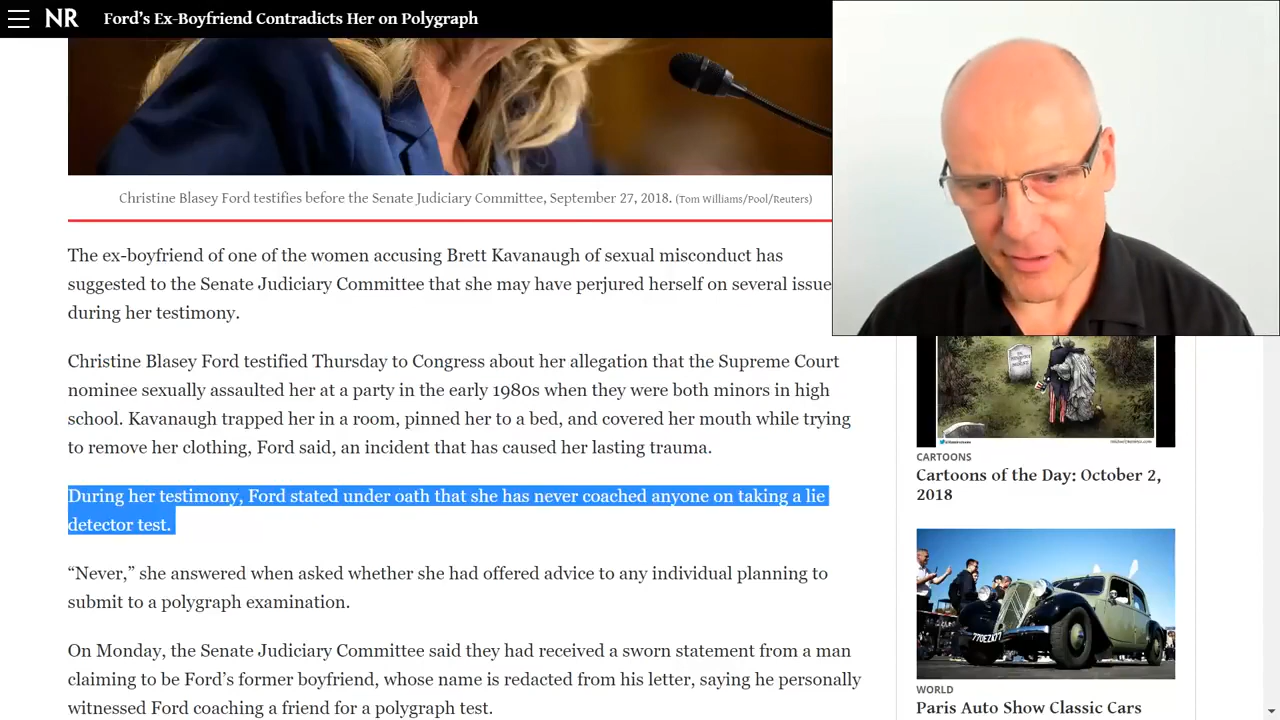 NR
Ford’s Ex-Boyfriend Contradicts Her on Polygraph
Christine Blasey Ford testifies before the Senate Judiciary Committee, September 27, 2018. (Tom Williams/Pool/Reuters)
The ex-boyfriend of one of the women accusing Brett Kavanaugh of sexual misconduct has
suggested to the Senate Judiciary Committee that she may have perjured herself on several issue
during her testimony.
Christine Blasey Ford testified Thursday to Congress about her allegation that the Supreme Court
nominee sexually assaulted her at a party in the early 1980s when they were both minors in high
school. Kavanaugh trapped her in a room, pinned her to a bed, and covered her mouth while trying
to remove her clothing, Ford said, an incident that has caused her lasting trauma.
During her testimony, Ford stated under oath that she has never coached anyone on taking a lie
detector test.
“Never,” she answered when asked whether she had offered advice to any individual planning to
submit to a polygraph examination.
On Monday, the Senate Judiciary Committee said they had received a sworn statement from a man
claiming to be Ford’s former boyfriend, whose name is redacted from his letter, saying he personally
witnessed Ford coaching a friend for a polygraph test.
CARTOONS
Cartoons of the Day: October 2,
2018
WORLD
Paris Auto Show Classic Cars